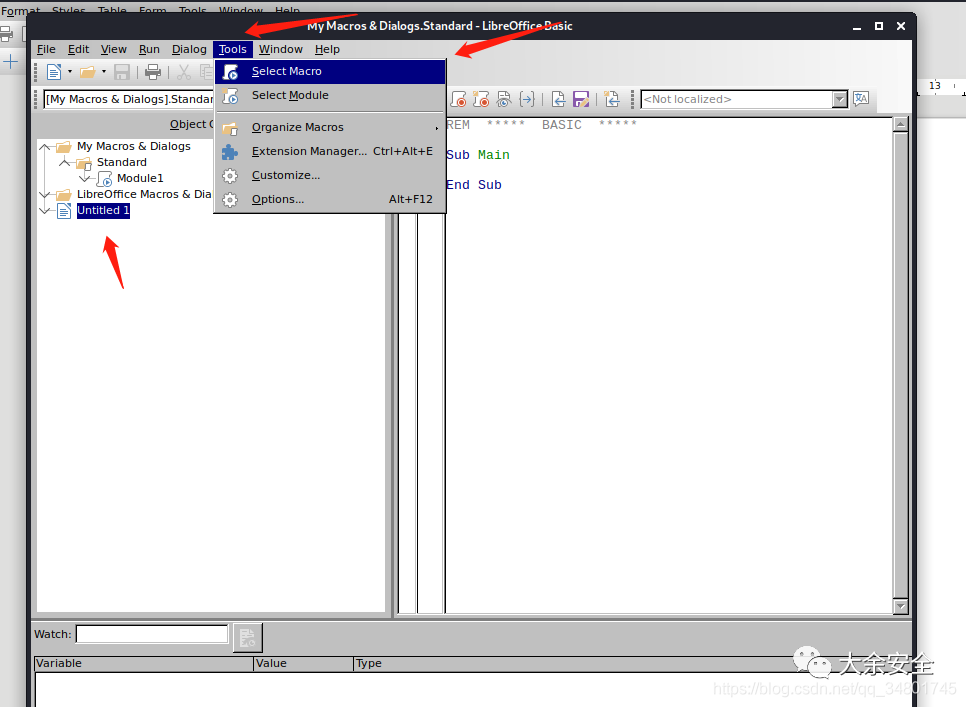 Format Styles Table Form Tools Window Help
My Macros & Dialogs.Standard - LibreOffice Basic
File Edit View Run Dialog Tools Window Help
Select Macro
Select Module
[My Macros & Dialogs].Standar
<Not localized>
13
Object C
Organize Macros
REM ***** BASIC *****
My Macros & Dialogs
Extension Manager... Ctrl+Alt+E
Sub Main
Standard
Module1
Customize...
End Sub
LibreOffice Macros & Dia
Options... Alt+F12
Untitled 1
Watch:
Variable Value Type
大余安全
https://blog.csdn.net/qq_34801745